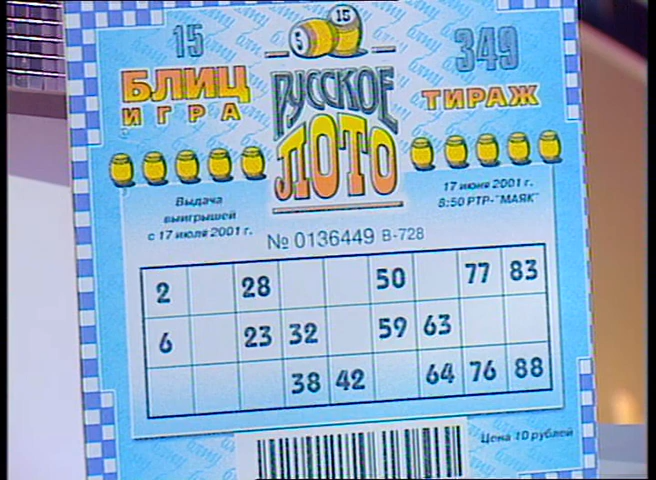 5 15
15
БЛИЦ
ИГРА
РУССКОЕ
ЛОТО
349
ТИРАЖ
Выдача
выигрышей
с 17 июля 2001 г.
17 июня 2001 г.
8:50 РТР-"МАЯК"
№ 0136449 В-728
2 28 50 77 83
6 23 32 59 63
38 42 64 76 88
Цена 10 рублей